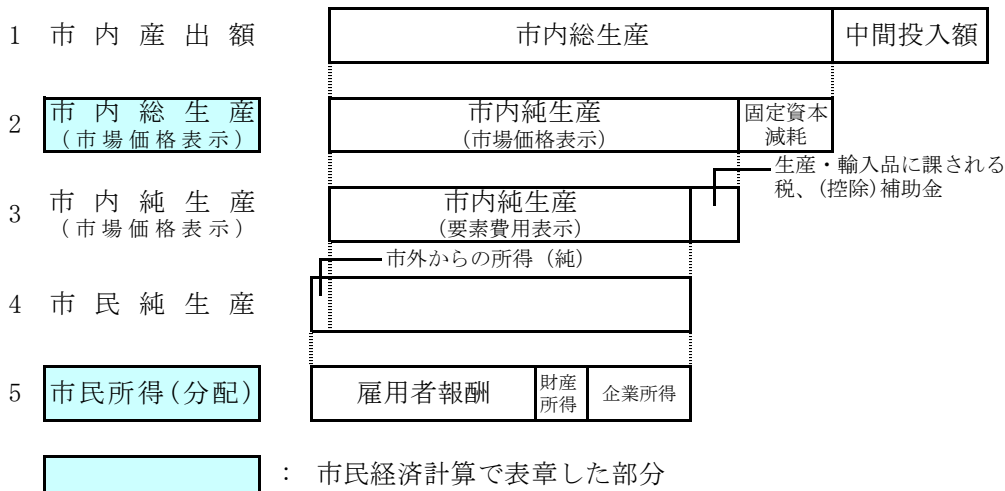 1 市内産出額 市内総生産 中間投入額
2 市内総生産 市内純生産 固定資本
(市場価格表示) (市場価格表示) 減耗
生産・輸入品に課される
税、(控除)補助金
3 市内純生産 市内純生産
(市場価格表示) (要素費用表示)
市外からの所得（純）
4 市民純生産
5 市民所得(分配) 雇用者報酬 財産
所得 企業所得
： 市民経済計算で表章した部分